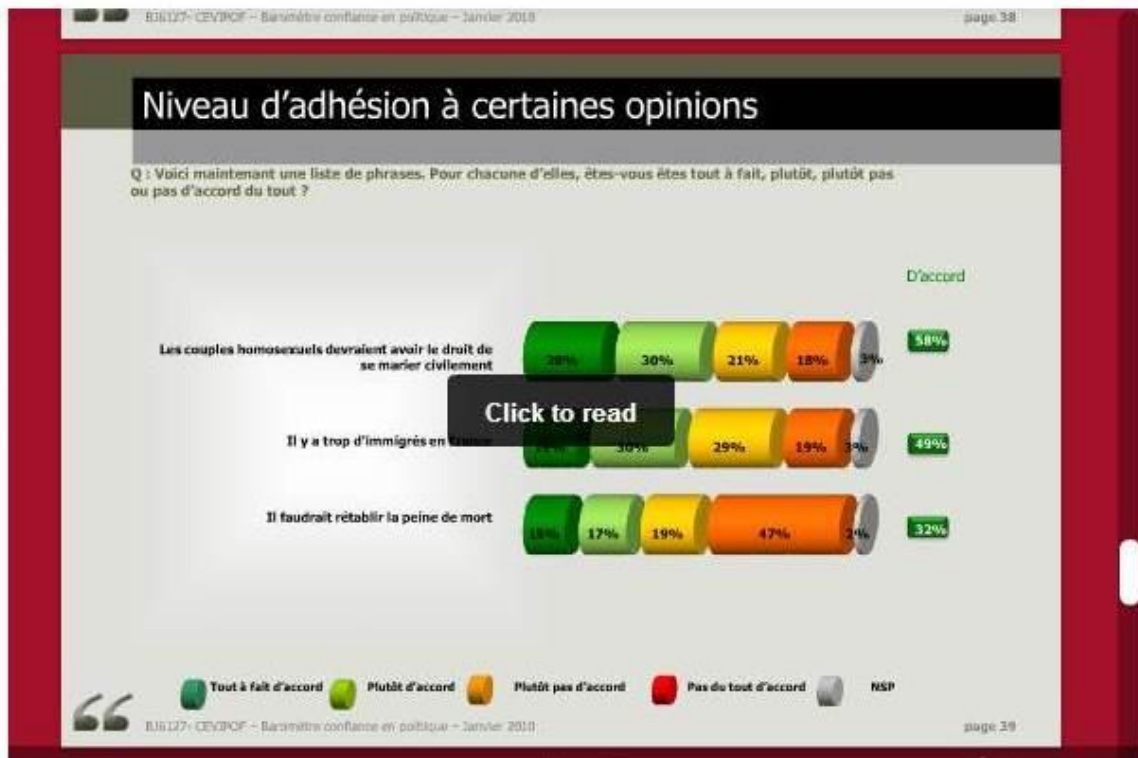 BJ6127- CEVIPOF – Baromètre confiance en politique – Janvier 2010
page 38
Niveau d'adhésion à certaines opinions
Q : Voici maintenant une liste de phrases. Pour chacune d'elles, êtes-vous êtes tout à fait, plutôt, plutôt pas
ou pas d'accord du tout ?
D'accord
Les couples homosexuels devraient avoir le droit de
se marier civilement
28% 30% 21% 18% 3%
58%
Click to read
Il y a trop d'immigrés en France
30% 29% 19% 3%
49%
Il faudrait rétablir la peine de mort
15% 17% 19% 47% 2%
32%
Tout à fait d'accord Plutôt d'accord Plutôt pas d'accord Pas du tout d'accord NSP
BJ6127- CEVIPOF – Baromètre confiance en politique – Janvier 2010
page 39